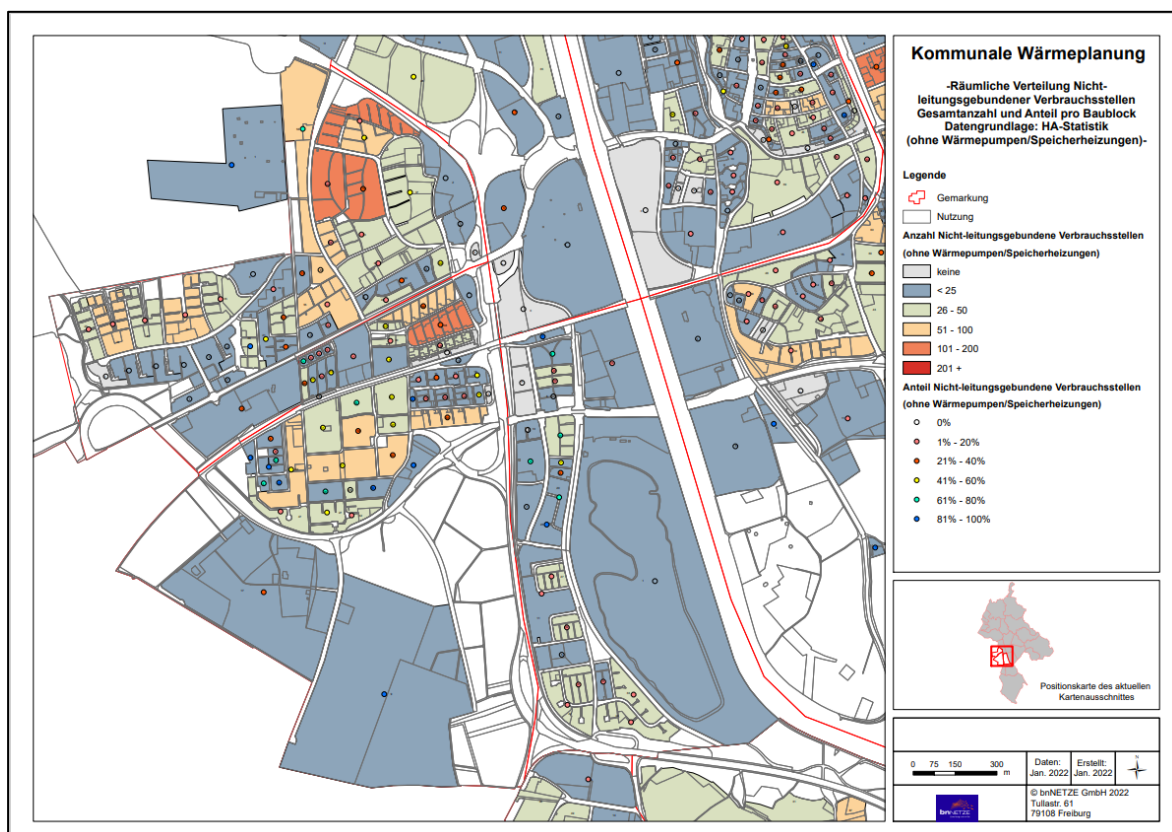 Kommunale Wärmeplanung
-Räumliche Verteilung Nicht-
leitungsgebundener Verbrauchsstellen
Gesamtanzahl und Anteil pro Baublock
Datengrundlage: HA-Statistik
(ohne Wärmepumpen/Speicherheizungen)-
Legende
Gemarkung
Nutzung
Anzahl Nicht-leitungsgebundene Verbrauchsstellen
(ohne Wärmepumpen/Speicherheizungen)
keine
< 25
26 - 50
51 - 100
101 - 200
201 +
Anteil Nicht-leitungsgebundene Verbrauchsstellen
(ohne Wärmepumpen/Speicherheizungen)
0%
1% - 20%
21% - 40%
41% - 60%
61% - 80%
81% - 100%
Positionskarte des aktuellen
Kartenausschnittes
0 75 150 300
m
Daten:
Jan. 2022
Erstellt:
Jan. 2022
bnNETZE
© bnNETZE GmbH 2022
Tullastr. 61
79108 Freiburg